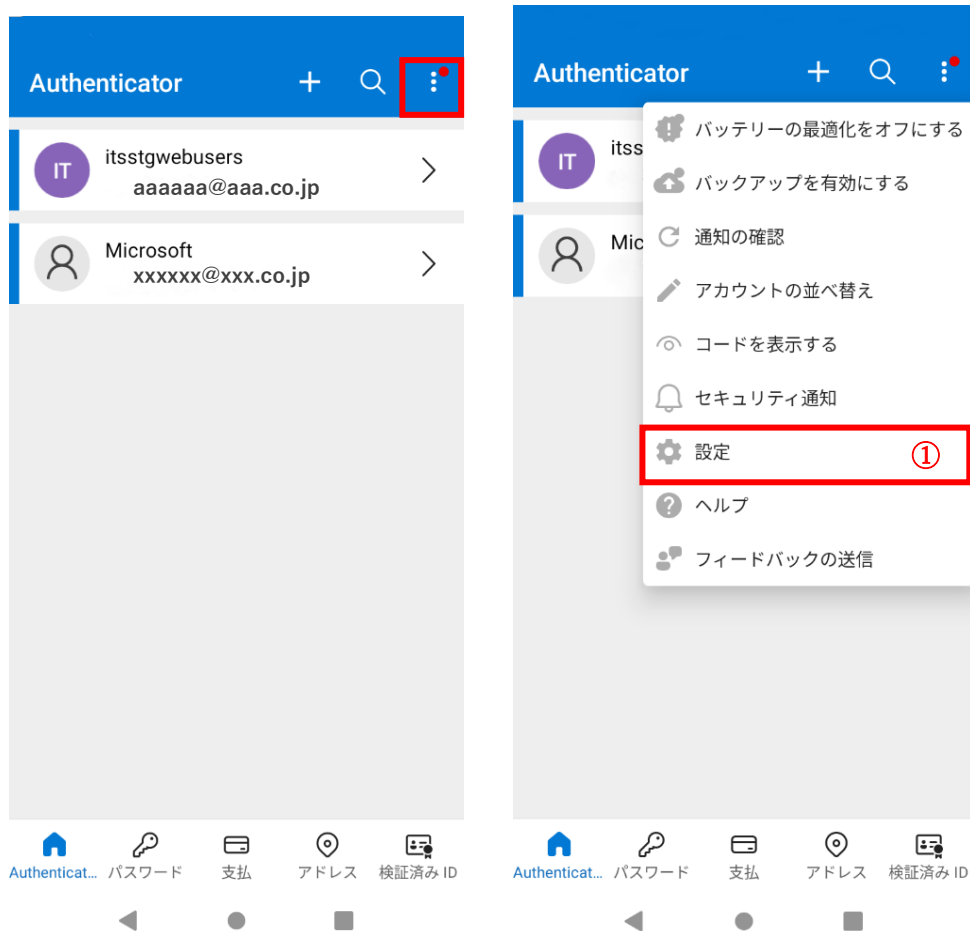 Authenticator
IT
itsstgwebusers
aaaaaa@aaa.co.jp
Microsoft
xxxxxx@xxx.co.jp
Authenticat...
パスワード
支払
アドレス
検証済み ID
Authenticator
IT
itss
Mic
バッテリーの最適化をオフにする
バックアップを有効にする
通知の確認
アカウントの並べ替え
コードを表示する
セキュリティ通知
設定 ①
ヘルプ
フィードバックの送信
Authenticat...
パスワード
支払
アドレス
検証済み ID